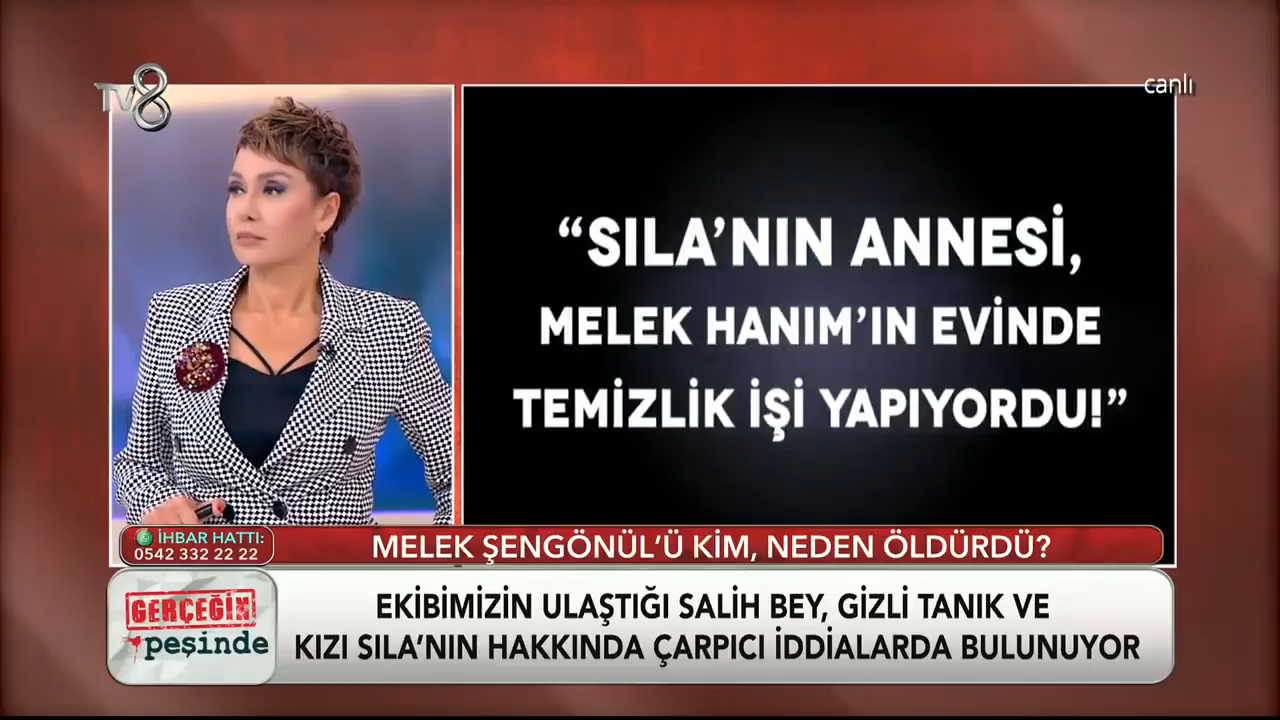 TV8
canlı
“SILA’NIN ANNESİ,
MELEK HANIM’IN EVİNDE
TEMİZLİK İŞİ YAPIYORDU!”
İHBAR HATTI:
0542 332 22 22
MELEK ŞENGÖNÜL’Ü KİM, NEDEN ÖLDÜRDÜ?
GERÇEĞİN
peşinde
EKİBİMİZİN ULAŞTIĞI SALİH BEY, GİZLİ TANIK VE
KIZI SILA’NIN HAKKINDA ÇARPICI İDDİALARDA BULUNUYOR